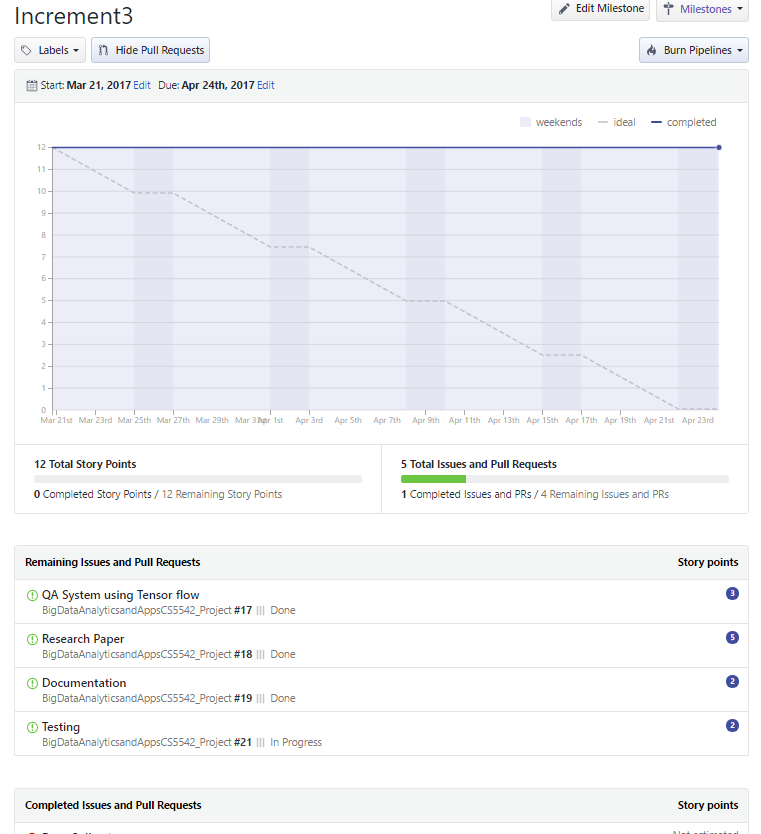 Increment3
Edit Milestone
Milestones
Labels
Hide Pull Requests
Burn Pipelines
Start: Mar 21, 2017 Edit Due: Apr 24th, 2017 Edit
weekends ideal completed
12
11
10
9
8
7
6
5
4
3
2
1
0
Mar 21st Mar 23rd Mar 25th Mar 27th Mar 29th Mar 31 Apr 1st Apr 3rd Apr 5th Apr 7th Apr 9th Apr 11th Apr 13th Apr 15th Apr 17th Apr 19th Apr 21st Apr 23rd
12 Total Story Points
0 Completed Story Points / 12 Remaining Story Points
5 Total Issues and Pull Requests
1 Completed Issues and PRs / 4 Remaining Issues and PRs
Remaining Issues and Pull Requests Story points
QA System using Tensor flow 3
BigDataAnalyticsandAppsCS5542_Project #17 Done
Research Paper 5
BigDataAnalyticsandAppsCS5542_Project #18 Done
Documentation 2
BigDataAnalyticsandAppsCS5542_Project #19 Done
Testing 2
BigDataAnalyticsandAppsCS5542_Project #21 In Progress
Completed Issues and Pull Requests Story points
Not estimated